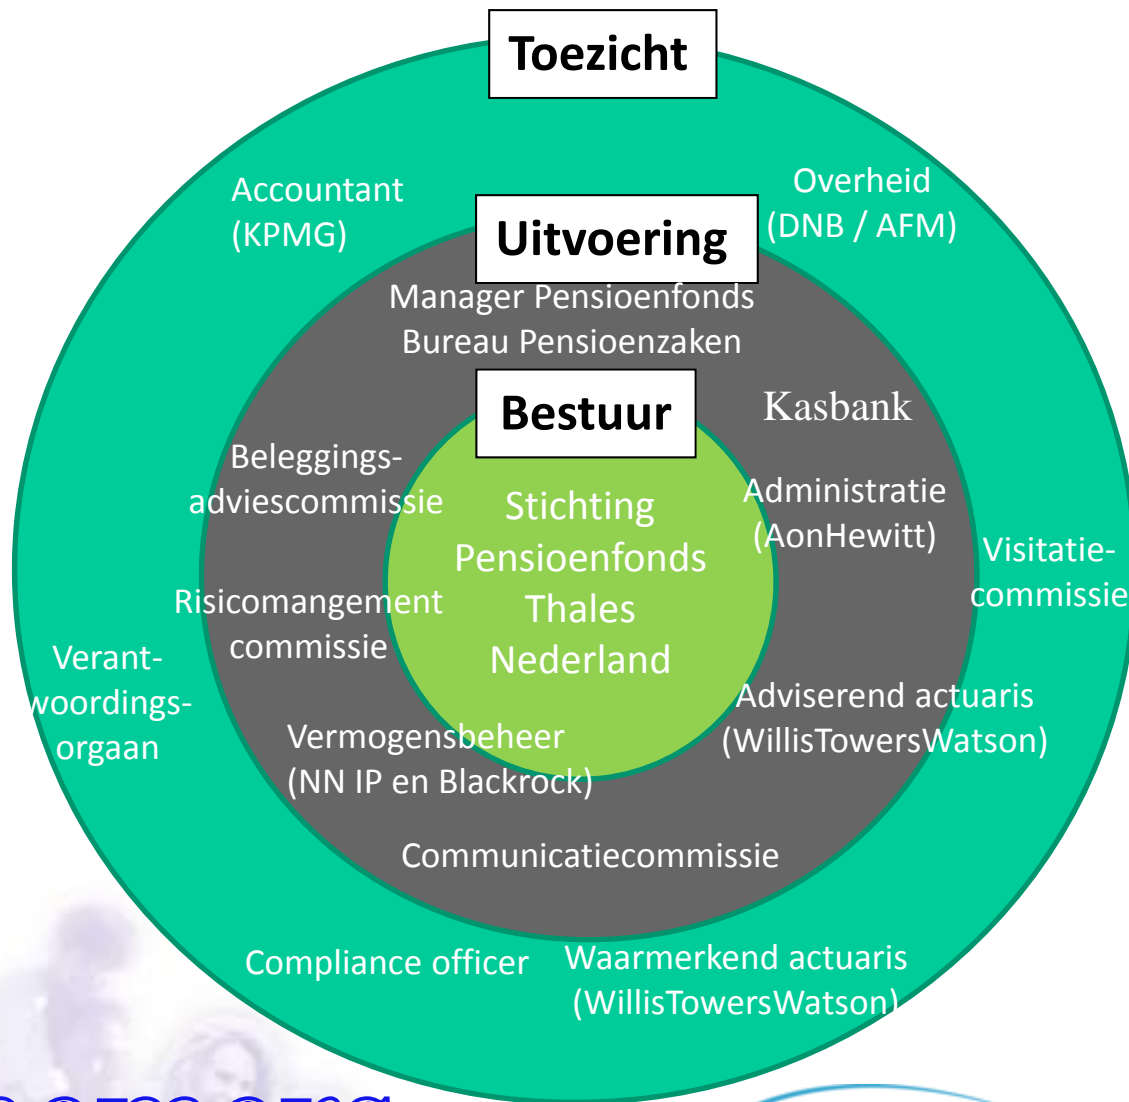 Toezicht
Accountant
(KPMG)
Overheid
(DNB / AFM)
Uitvoering
Manager Pensioenfonds
Bureau Pensioenzaken
Bestuur
Kasbank
Beleggings-
adviescommissie
Stichting
Pensioenfonds
Thales
Nederland
Administratie
(AonHewitt)
Visitatie-
commissie
Risicomangement
commissie
Verant-
woordings-
orgaan
Adviserend actuaris
(WillisTowersWatson)
Vermogensbeheer
(NN IP en Blackrock)
Communicatiecommissie
Compliance officer
Waarmerkend actuaris
(WillisTowersWatson)